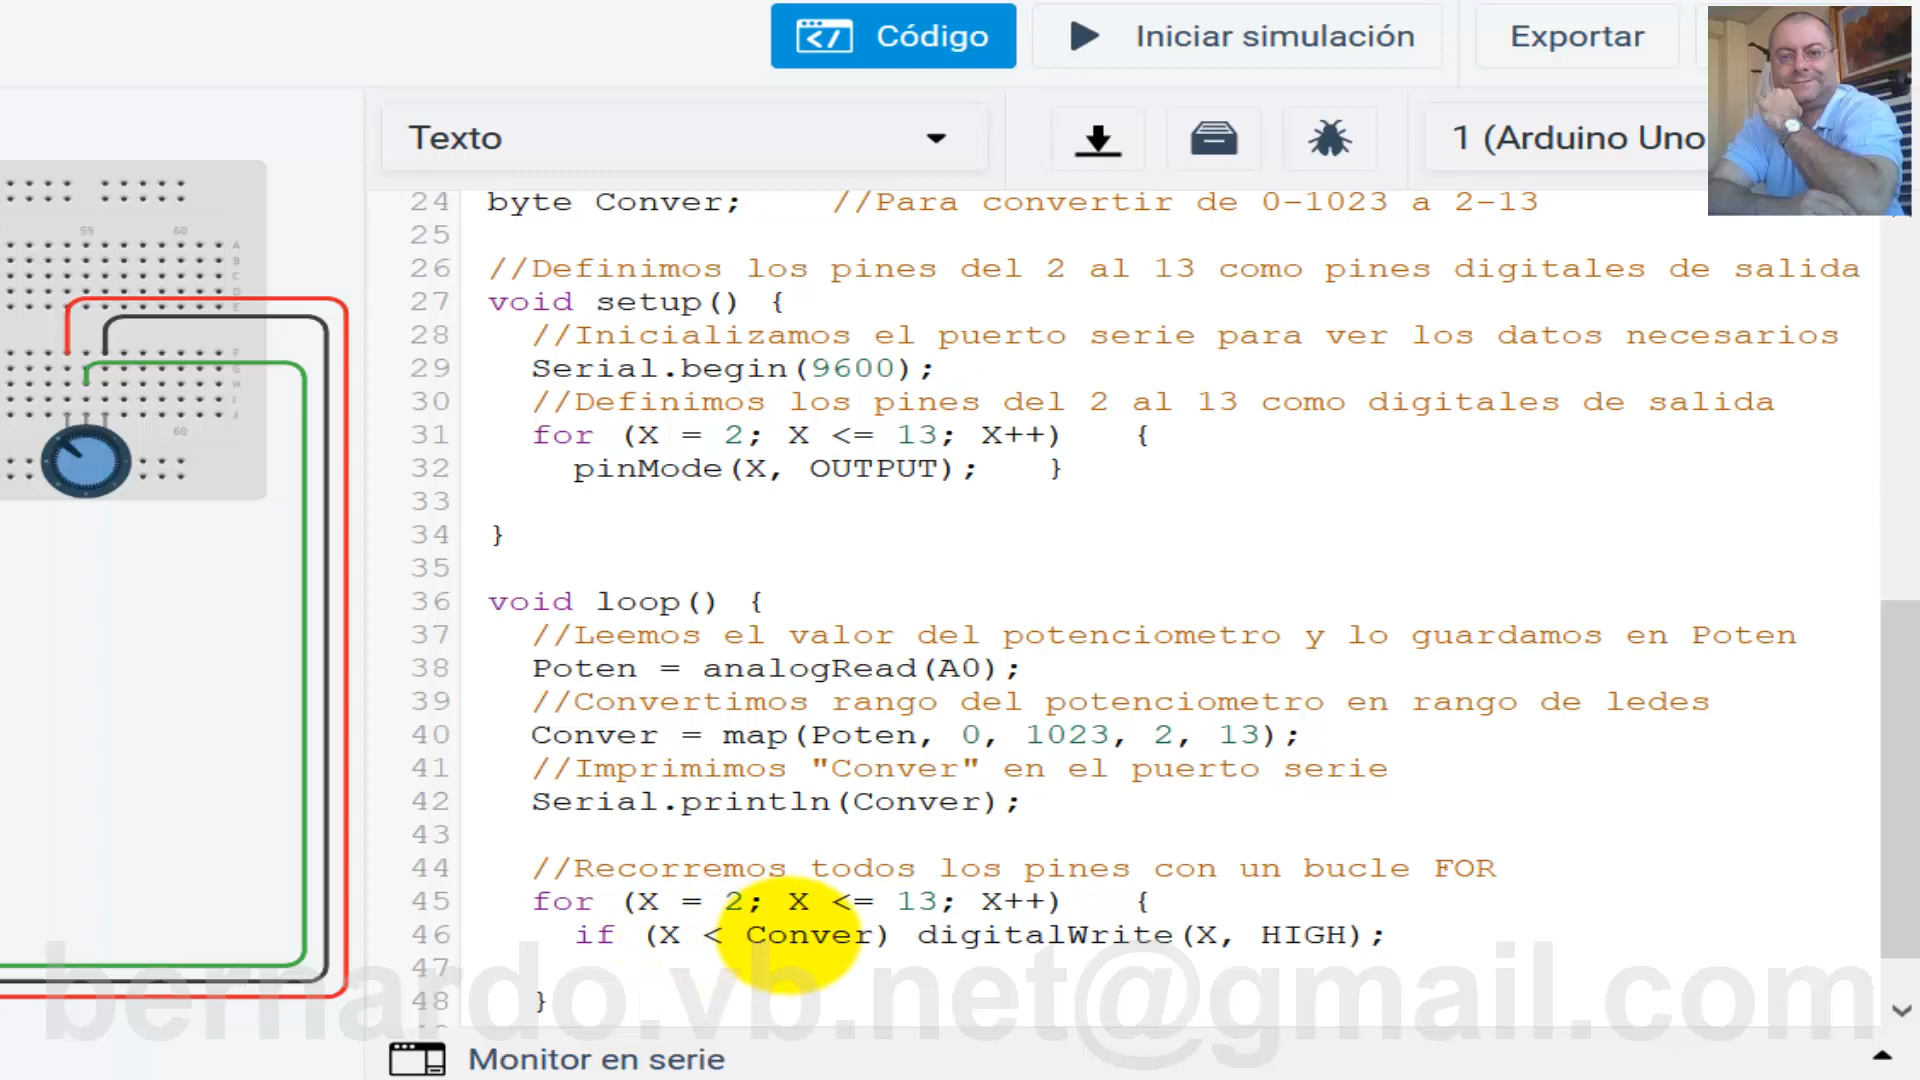 Código
Iniciar simulación
Exportar
Texto
1 (Arduino Uno
55 60
A
B
C
D
E
F
G
H
I
J
60
24 byte Conver; //Para convertir de 0-1023 a 2-13
25
26 //Definimos los pines del 2 al 13 como pines digitales de salida
27 void setup() {
28 //Inicializamos el puerto serie para ver los datos necesarios
29 Serial.begin(9600);
30 //Definimos los pines del 2 al 13 como digitales de salida
31 for (X = 2; X <= 13; X++) {
32 pinMode(X, OUTPUT); }
33
34 }
35
36 void loop() {
37 //Leemos el valor del potenciometro y lo guardamos en Poten
38 Poten = analogRead(A0);
39 //Convertimos rango del potenciometro en rango de ledes
40 Conver = map(Poten, 0, 1023, 2, 13);
41 //Imprimimos "Conver" en el puerto serie
42 Serial.println(Conver);
43
44 //Recorremos todos los pines con un bucle FOR
45 for (X = 2; X <= 13; X++) {
46 if (X < Conver) digitalWrite(X, HIGH);
47
48 }
bernardo.vb.net@gmail.com
Monitor en serie